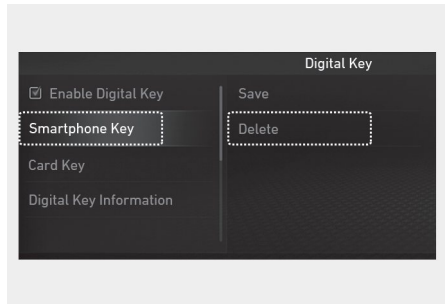 Digital Key
Enable Digital Key
Smartphone Key
Card Key
Digital Key Information
Save
Delete